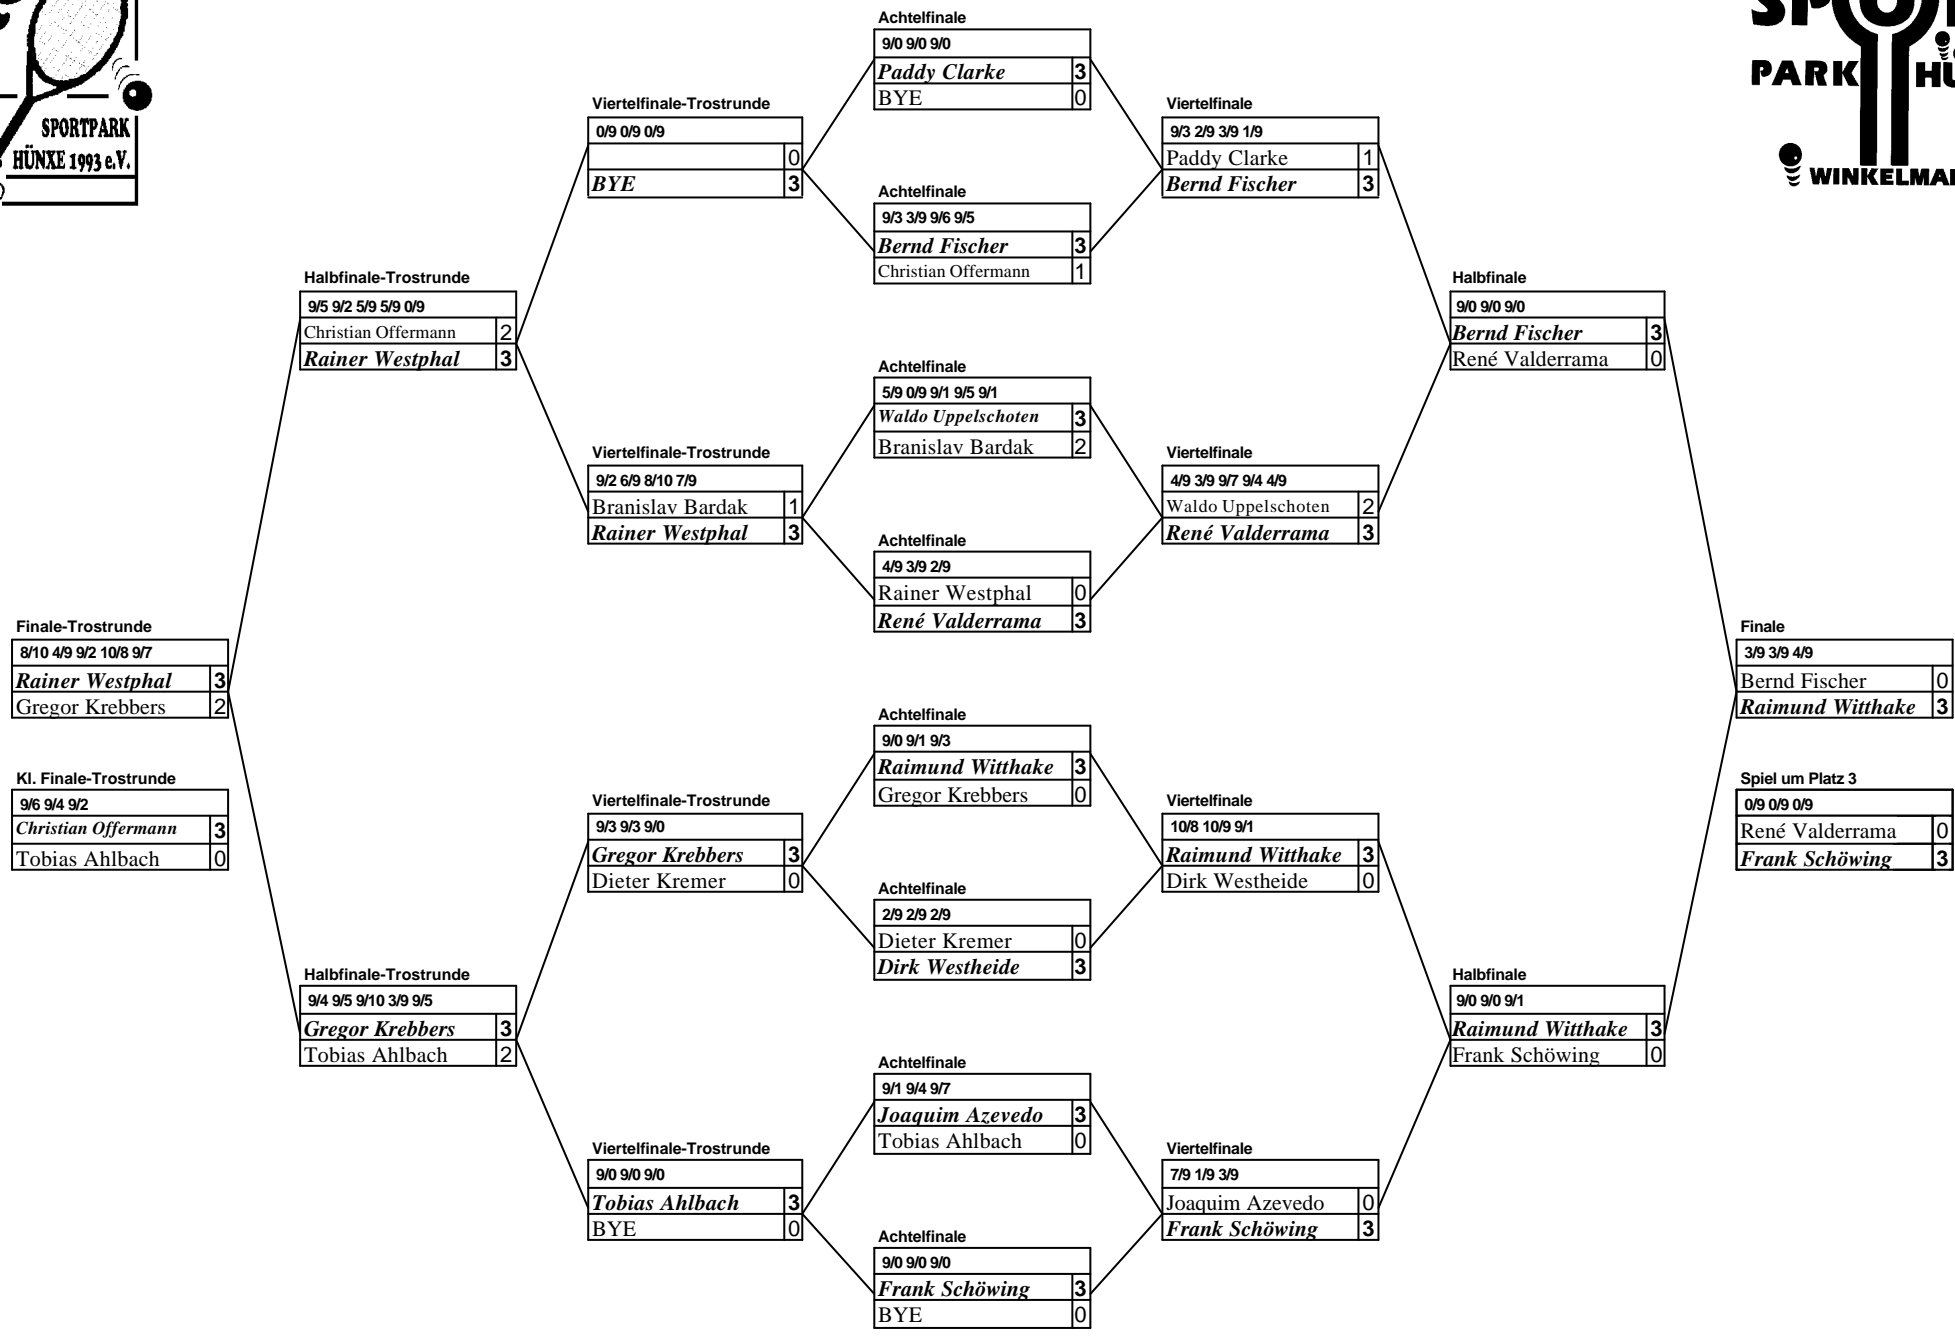 SPORTPARK
HÜNXE 1993 e.V.
PARK
Finale-Trostrunde
8/10 4/9 9/2 10/8 9/7
Rainer Westphal 3
Gregor Krebbers 2
Kl. Finale-Trostrunde
9/6 9/4 9/2
Christian Offermann 3
Tobias Ahlbach 0
Halbfinale-Trostrunde
9/5 9/2 5/9 5/9 0/9
Christian Offermann 2
Rainer Westphal 3
Halbfinale-Trostrunde
9/4 9/5 9/10 3/9 9/5
Gregor Krebbers 3
Tobias Ahlbach 2
Viertelfinale-Trostrunde
0/9 0/9 0/9
0
BYE 3
Viertelfinale-Trostrunde
9/2 6/9 8/10 7/9
Branislav Bardak 1
Rainer Westphal 3
Viertelfinale-Trostrunde
9/3 9/3 9/0
Gregor Krebbers 3
Dieter Kremer 0
Viertelfinale-Trostrunde
9/0 9/0 9/0
Tobias Ahlbach 3
BYE 0
Achtelfinale
9/0 9/0 9/0
Paddy Clarke 3
BYE 0
Achtelfinale
9/3 3/9 9/6 9/5
Bernd Fischer 3
Christian Offermann 1
Achtelfinale
5/9 0/9 9/1 9/5 9/1
Waldo Uppelschoten 3
Branislav Bardak 2
Achtelfinale
4/9 3/9 2/9
Rainer Westphal 0
René Valderrama 3
Achtelfinale
9/0 9/1 9/3
Raimund Witthake 3
Gregor Krebbers 0
Achtelfinale
2/9 2/9 2/9
Dieter Kremer 0
Dirk Westheide 3
Achtelfinale
9/1 9/4 9/7
Joaquim Azevedo 3
Tobias Ahlbach 0
Achtelfinale
9/0 9/0 9/0
Frank Schöwing 3
BYE 0
Viertelfinale
9/3 2/9 3/9 1/9
Paddy Clarke 1
Bernd Fischer 3
Viertelfinale
4/9 3/9 9/7 9/4 4/9
Waldo Uppelschoten 2
René Valderrama 3
Viertelfinale
10/8 10/9 9/1
Raimund Witthake 3
Dirk Westheide 0
Viertelfinale
7/9 1/9 3/9
Joaquim Azevedo 0
Frank Schöwing 3
Halbfinale
9/0 9/0 9/0
Bernd Fischer 3
René Valderrama 0
Halbfinale
9/0 9/0 9/1
Raimund Witthake 3
Frank Schöwing 0
Finale
3/9 3/9 4/9
Bernd Fischer 0
Raimund Witthake 3
Spiel um Platz 3
0/9 0/9 0/9
René Valderrama 0
Frank Schöwing 3